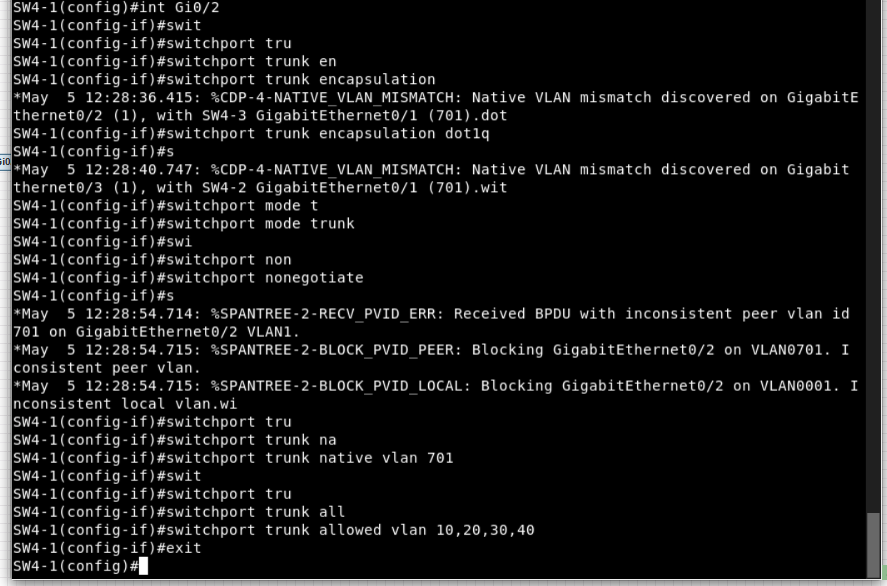 SW4-1(config)#int Gi0/2
SW4-1(config-if)#swit
SW4-1(config-if)#switchport tru
SW4-1(config-if)#switchport trunk en
SW4-1(config-if)#switchport trunk encapsulation
*May  5 12:28:36.415: %CDP-4-NATIVE_VLAN_MISMATCH: Native VLAN mismatch discovered on GigabitE
thernet0/2 (1), with SW4-3 GigabitEthernet0/1 (701).dot
SW4-1(config-if)#switchport trunk encapsulation dot1q
SW4-1(config-if)#s
Gi0
*May  5 12:28:40.747: %CDP-4-NATIVE_VLAN_MISMATCH: Native VLAN mismatch discovered on Gigabit
thernet0/3 (1), with SW4-2 GigabitEthernet0/1 (701).wit
SW4-1(config-if)#switchport mode t
SW4-1(config-if)#switchport mode trunk
SW4-1(config-if)#swi
SW4-1(config-if)#switchport non
SW4-1(config-if)#switchport nonegotiate
SW4-1(config-if)#s
*May  5 12:28:54.714: %SPANTREE-2-RECV_PVID_ERR: Received BPDU with inconsistent peer vlan id
701 on GigabitEthernet0/2 VLAN1.
*May  5 12:28:54.715: %SPANTREE-2-BLOCK_PVID_PEER: Blocking GigabitEthernet0/2 on VLAN0701. I
consistent peer vlan.
*May  5 12:28:54.715: %SPANTREE-2-BLOCK_PVID_LOCAL: Blocking GigabitEthernet0/2 on VLAN0001. I
nconsistent local vlan.wi
SW4-1(config-if)#switchport tru
SW4-1(config-if)#switchport trunk na
SW4-1(config-if)#switchport trunk native vlan 701
SW4-1(config-if)#swit
SW4-1(config-if)#switchport tru
SW4-1(config-if)#switchport trunk all
SW4-1(config-if)#switchport trunk allowed vlan 10,20,30,40
SW4-1(config-if)#exit
SW4-1(config)#